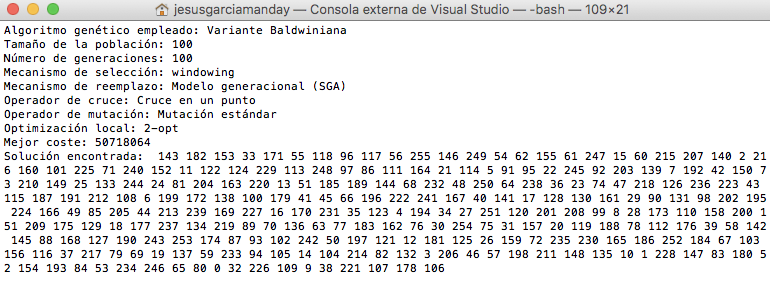 jesusgarciamanday — Consola externa de Visual Studio — -bash — 109×21
Algoritmo genético empleado: Variante Baldwiniana
Tamaño de la población: 100
Número de generaciones: 100
Mecanismo de selección: windowing
Mecanismo de reemplazo: Modelo generacional (SGA)
Operador de cruce: Cruce en un punto
Operador de mutación: Mutación estándar
Optimización local: 2-opt
Mejor coste: 50718064
Solución encontrada:  143 182 153 33 171 55 118 96 117 56 255 146 249 54 62 155 61 247 15 60 215 207 140 2 21
6 160 101 225 71 240 152 11 122 124 229 113 248 97 86 111 164 21 114 5 91 95 22 245 92 203 139 7 192 42 150 7
3 210 149 25 133 244 24 81 204 163 220 13 51 185 189 144 68 232 48 250 64 238 36 23 74 47 218 126 236 223 43
115 187 191 212 108 6 199 172 138 100 179 41 45 66 196 222 241 167 40 141 17 128 130 161 29 90 131 98 202 195
 224 166 49 85 205 44 213 239 169 227 16 170 231 35 123 4 194 34 27 251 120 201 208 99 8 28 173 110 158 200 1
51 209 175 129 18 177 237 134 219 89 70 136 63 77 183 162 76 30 254 75 31 157 20 119 188 78 112 176 39 58 142
 145 88 168 127 190 243 253 174 87 93 102 242 50 197 121 12 181 125 26 159 72 235 230 165 186 252 184 67 103
156 116 37 217 79 69 19 137 59 233 94 105 14 104 214 82 132 3 206 46 57 198 211 148 135 10 1 228 147 83 180 5
2 154 193 84 53 234 246 65 80 0 32 226 109 9 38 221 107 178 106